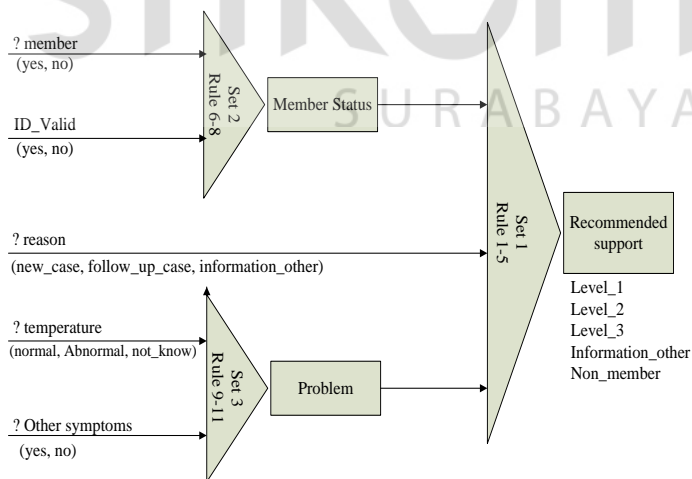 ? member
(yes, no)
ID_Valid
(yes, no)
Set 2
Rule 6-8
Member Status
SURABAYA
? reason
(new_case, follow_up_case, information_other)
Set 1
Rule 1-5
Recommended
support
Level_1
Level_2
Level_3
Information_other
Non_member
? temperature
(normal, Abnormal, not_know)
? Other symptoms
(yes, no)
Set 3
Rule 9-11
Problem